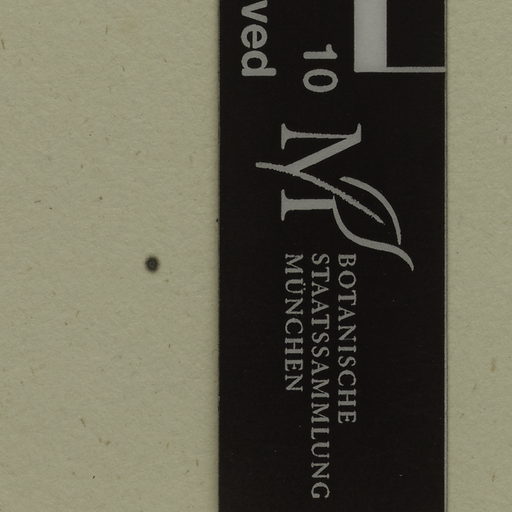 ved
10
BOTANISCHE
STAATSSAMMLUNG
MÜNCHEN